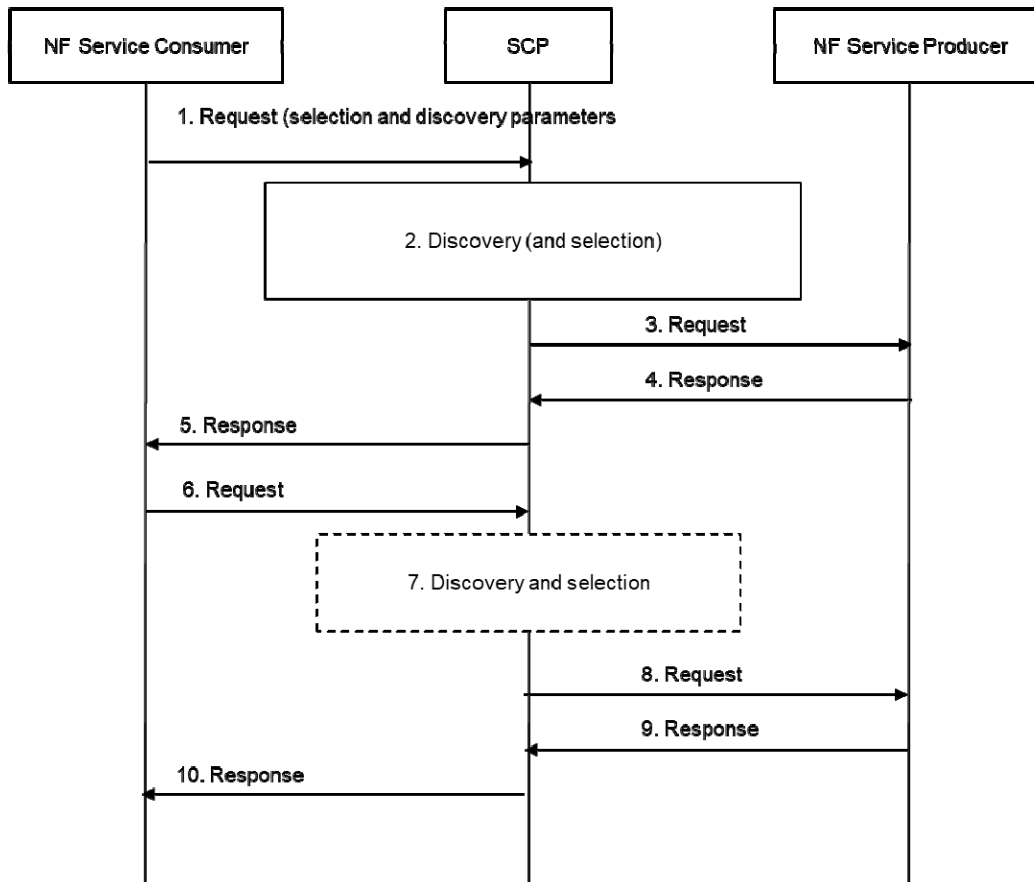 NF Service Consumer
SCP
NF Service Producer
1. Request (selection and discovery parameters
2. Discovery (and selection)
3. Request
4. Response
5. Response
6. Request
7. Discovery and selection
8. Request
9. Response
10. Response